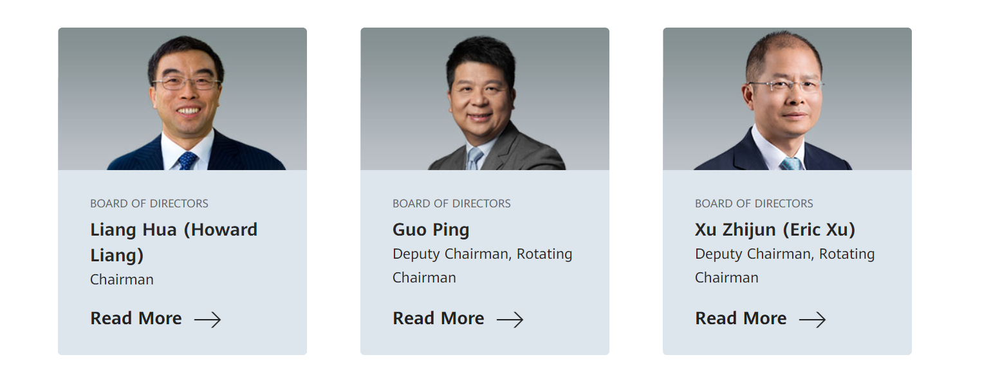 BOARD OF DIRECTORS
Liang Hua (Howard
Liang)
Chairman
Read More
BOARD OF DIRECTORS
Guo Ping
Deputy Chairman, Rotating
Chairman
Read More
BOARD OF DIRECTORS
Xu Zhijun (Eric Xu)
Deputy Chairman, Rotating
Chairman
Read More